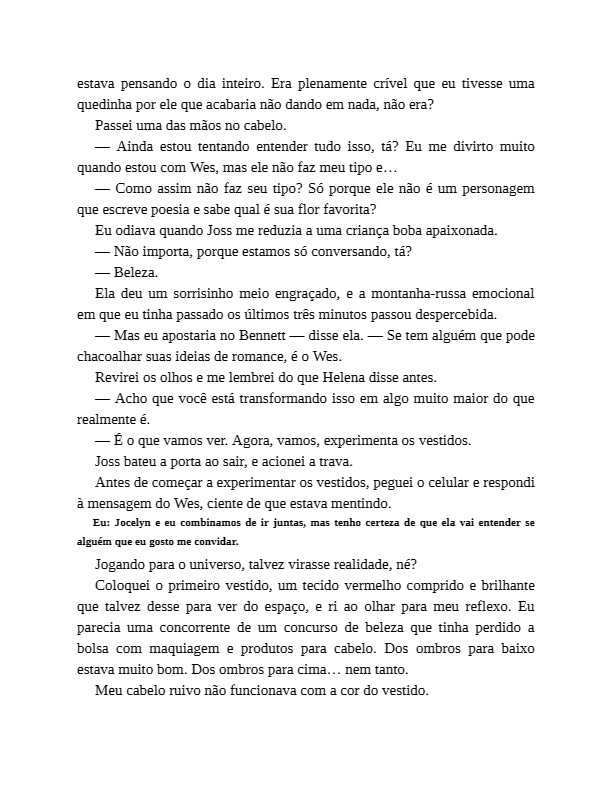 estava pensando o dia inteiro. Era plenamente crível que eu tivesse uma
quedinha por ele que acabaria não dando em nada, não era?
Passei uma das mãos no cabelo.
— Ainda estou tentando entender tudo isso, tá? Eu me divirto muito
quando estou com Wes, mas ele não faz meu tipo e…
— Como assim não faz seu tipo? Só porque ele não é um personagem
que escreve poesia e sabe qual é sua flor favorita?
Eu odiava quando Joss me reduzia a uma criança boba apaixonada.
— Não importa, porque estamos só conversando, tá?
— Beleza.
Ela deu um sorrisinho meio engraçado, e a montanha-russa emocional
em que eu tinha passado os últimos três minutos passou despercebida.
— Mas eu apostaria no Bennett — disse ela. — Se tem alguém que pode
chacoalhar suas ideias de romance, é o Wes.
Revirei os olhos e me lembrei do que Helena disse antes.
— Acho que você está transformando isso em algo muito maior do que
realmente é.
— É o que vamos ver. Agora, vamos, experimenta os vestidos.
Joss bateu a porta ao sair, e acionei a trava.
Antes de começar a experimentar os vestidos, peguei o celular e respondi
à mensagem do Wes, ciente de que estava mentindo.
Eu: Jocelyn e eu combinamos de ir juntas, mas tenho certeza de que ela vai entender se
alguém que eu gosto me convidar.
Jogando para o universo, talvez virasse realidade, né?
Coloquei o primeiro vestido, um tecido vermelho comprido e brilhante
que talvez desse para ver do espaço, e ri ao olhar para meu reflexo. Eu
parecia uma concorrente de um concurso de beleza que tinha perdido a
bolsa com maquiagem e produtos para cabelo. Dos ombros para baixo
estava muito bom. Dos ombros para cima… nem tanto.
Meu cabelo ruivo não funcionava com a cor do vestido.